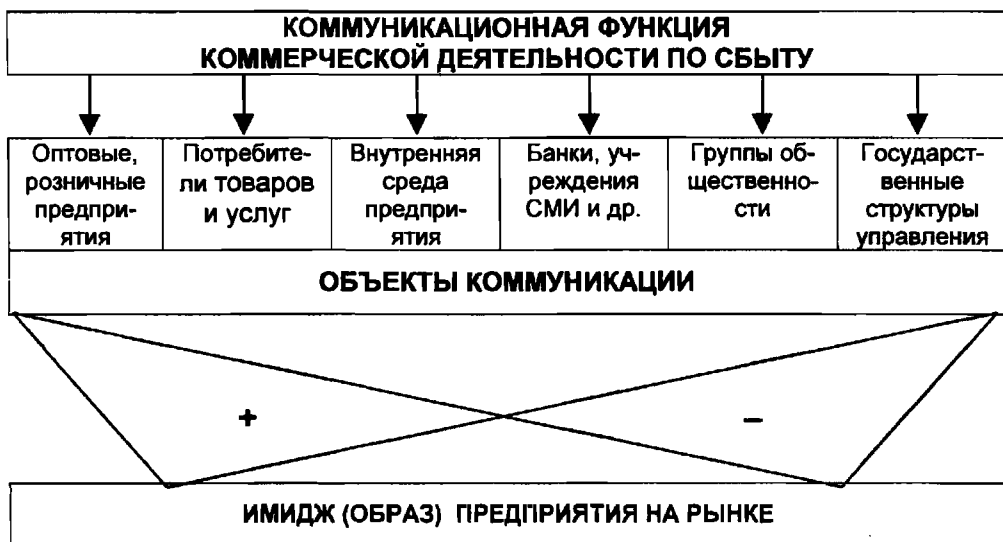 КОММУНИКАЦИОННАЯ ФУНКЦИЯ
КОММЕРЧЕСКОЙ ДЕЯТЕЛЬНОСТИ ПО СБЫТУ
Оптовые,
розничные
предпри-
ятия
Потребите-
ли товаров
и услуг
Внутренняя
среда
предпри-
ятия
Банки, уч-
реждения
СМИ и др.
Группы об-
щественно-
сти
Государст-
венные
структуры
управления
ОБЪЕКТЫ КОММУНИКАЦИИ
+
–
ИМИДЖ (ОБРАЗ) ПРЕДПРИЯТИЯ НА РЫНКЕ